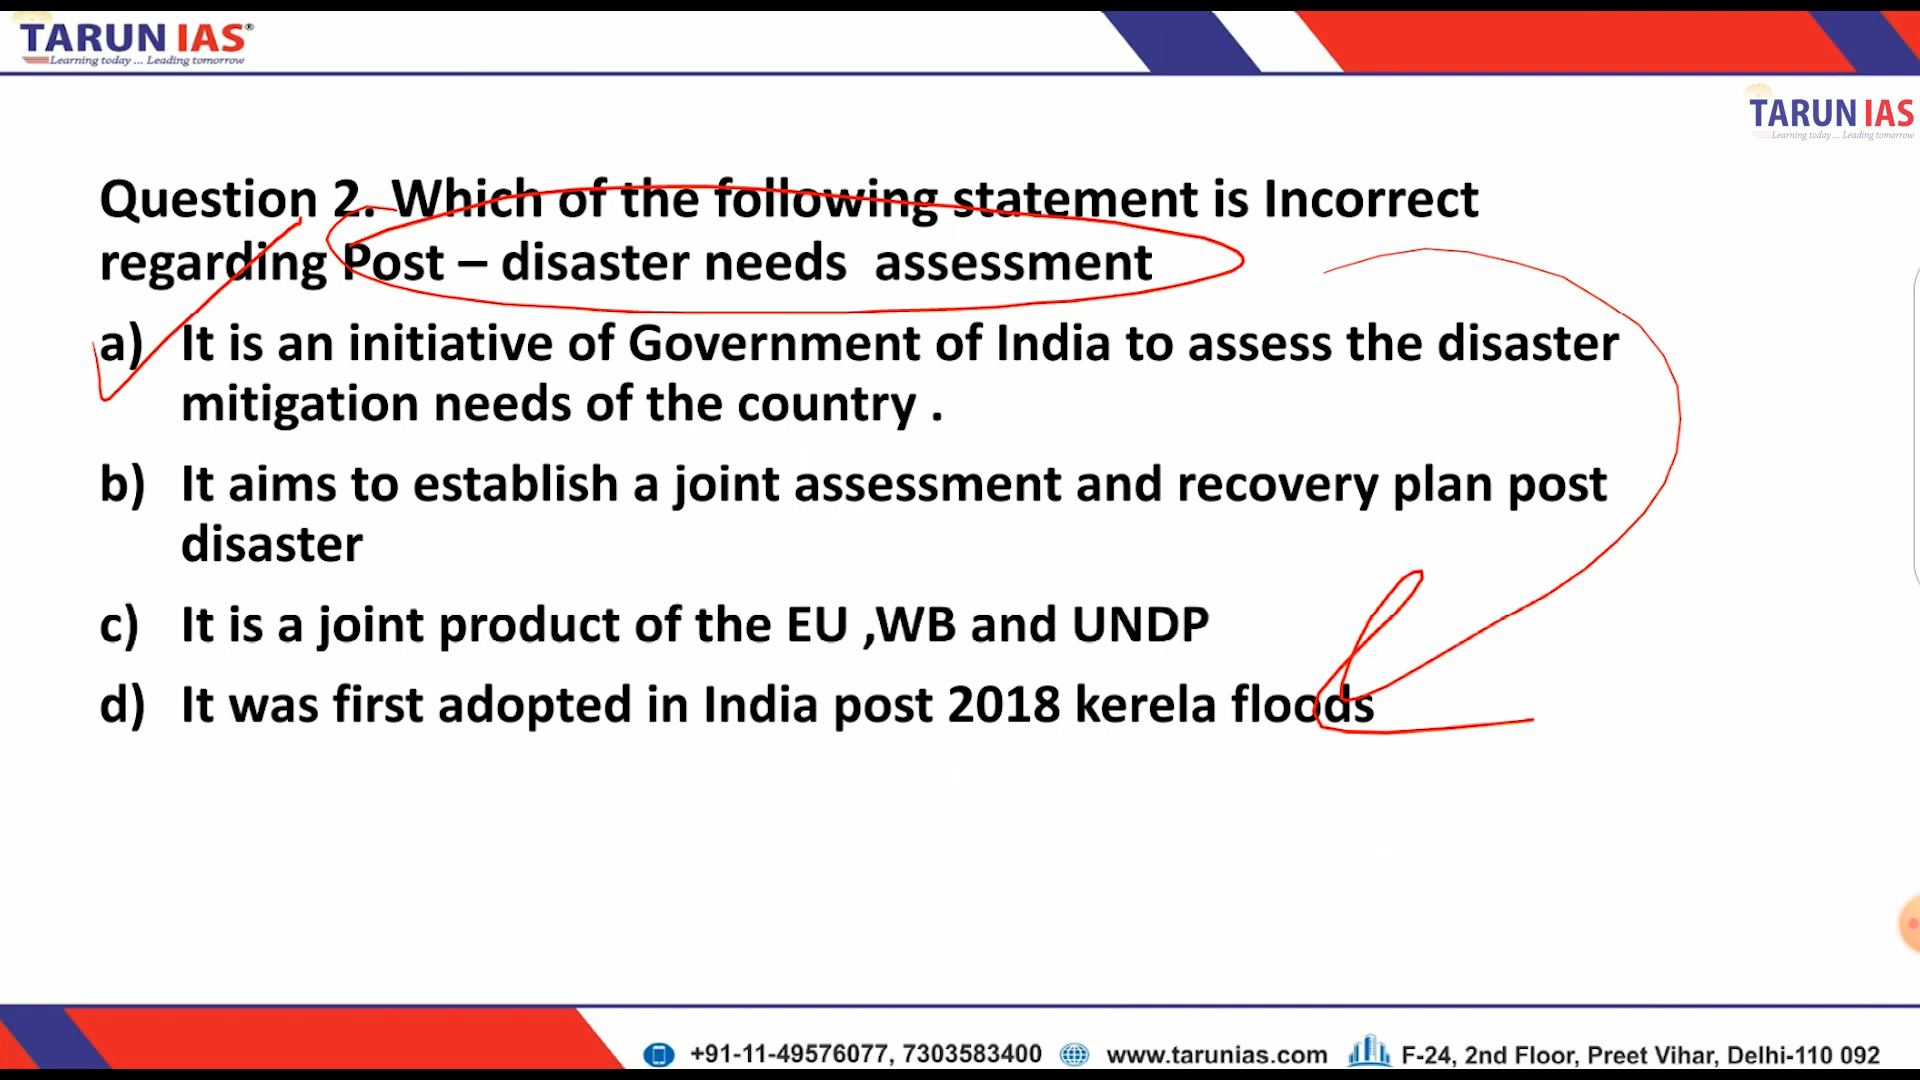 TARUN IAS®
Learning today ... Leading tomorrow
TARUN IAS
Learning today ... Leading tomorrow
Question 2. Which of the following statement is Incorrect
regarding Post – disaster needs assessment
a) It is an initiative of Government of India to assess the disaster
mitigation needs of the country .
b) It aims to establish a joint assessment and recovery plan post
disaster
c) It is a joint product of the EU ,WB and UNDP
d) It was first adopted in India post 2018 kerela floods
+91-11-49576077, 7303583400 www.tarunias.com F-24, 2nd Floor, Preet Vihar, Delhi-110 092